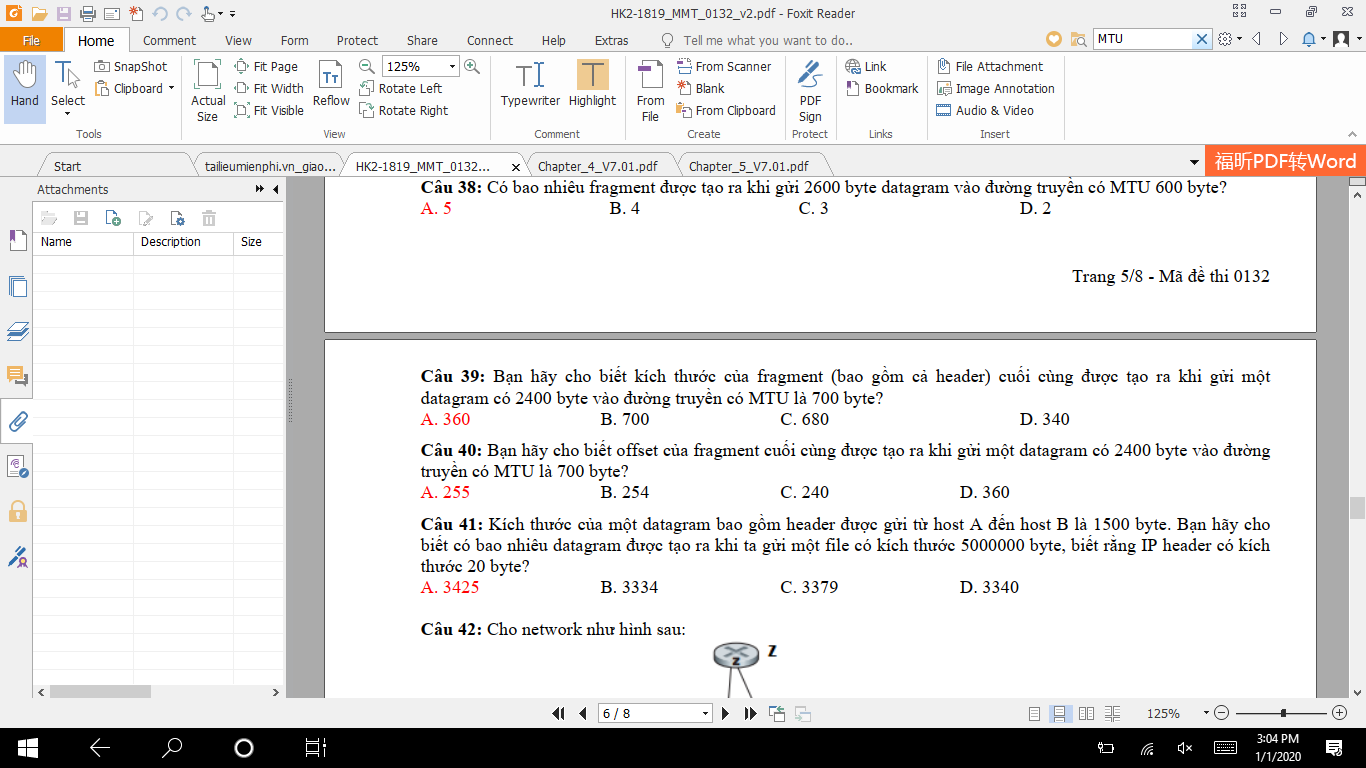 HK2-1819_MMT_0132_v2.pdf - Foxit Reader
File Home Comment View Form Protect Share Connect Help Extras Tell me what you want to do.. MTU
Hand
Select
SnapShot
Clipboard
Tools
Actual Size
Fit Page
Fit Width
Fit Visible
Reflow
125%
Rotate Left
Rotate Right
View
Typewriter
Highlight
Comment
From File
From Scanner
Blank
From Clipboard
Create
PDF Sign
Protect
Link
Bookmark
Links
File Attachment
Image Annotation
Audio & Video
Insert
Start tailieumienphi.vn_giao... HK2-1819_MMT_0132... Chapter_4_V7.01.pdf Chapter_5_V7.01.pdf 福昕PDF转Word
Attachments
Name Description Size
Câu 38: Có bao nhiêu fragment được tạo ra khi gửi 2600 byte datagram vào đường truyền có MTU 600 byte?
A. 5 B. 4 C. 3 D. 2
Trang 5/8 - Mã đề thi 0132
Câu 39: Bạn hãy cho biết kích thước của fragment (bao gồm cả header) cuối cùng được tạo ra khi gửi một
datagram có 2400 byte vào đường truyền có MTU là 700 byte?
A. 360 B. 700 C. 680 D. 340
Câu 40: Bạn hãy cho biết offset của fragment cuối cùng được tạo ra khi gửi một datagram có 2400 byte vào đường
truyền có MTU là 700 byte?
A. 255 B. 254 C. 240 D. 360
Câu 41: Kích thước của một datagram bao gồm header được gửi từ host A đến host B là 1500 byte. Bạn hãy cho
biết có bao nhiêu datagram được tạo ra khi ta gửi một file có kích thước 5000000 byte, biết rằng IP header có kích
thước 20 byte?
A. 3425 B. 3334 C. 3379 D. 3340
Câu 42: Cho network như hình sau:
z Z
6 / 8 125%
3:04 PM
1/1/2020